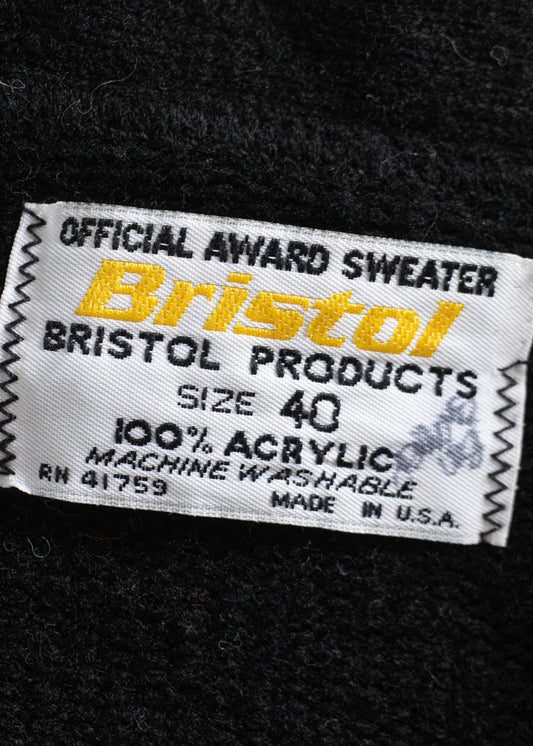 OFFICIAL AWARD SWEATER
Bristol
BRISTOL PRODUCTS
SIZE 40
100% ACRYLIC
MACHINE WASHABLE
RN 41759
MADE IN U.S.A.